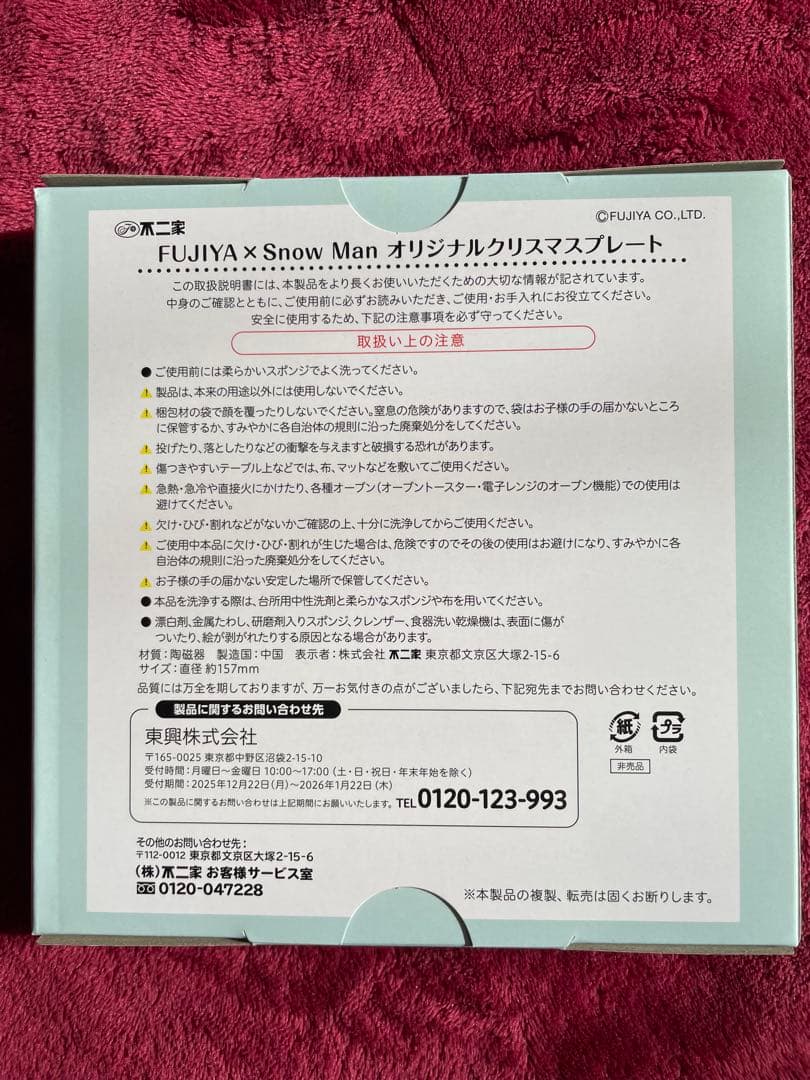 不二家
©FUJIYA CO.,LTD.
FUJIYA×Snow Man オリジナルクリスマスプレート
この取扱説明書には、本製品をより長くお使いいただくための大切な情報が記されています。
中身のご確認とともに、ご使用前に必ずお読みいただき、ご使用・お手入れにお役立てください。
安全に使用するため、下記の注意事項を必ず守ってください。
取扱い上の注意
●ご使用前には柔らかいスポンジでよく洗ってください。
製品は、本来の用途以外には使用しないでください。
梱包材の袋で顔を覆ったりしないでください。窒息の危険がありますので、袋はお子様の手の届かないところ
に保管するか、すみやかに各自治体の規則に沿った廃棄処分をしてください。
投げたり、落としたりなどの衝撃を与えますと破損する恐れがあります。
傷つきやすいテーブル上などでは、布、マットなどを敷いてご使用ください。
急熱・急冷や直接火にかけたり、各種オーブン(オーブントースター・電子レンジのオーブン機能)での使用は
避けてください。
欠け・ひび・割れなどがないかご確認の上、十分に洗浄してからご使用ください。
ご使用中本品に欠け・ひび・割れが生じた場合は、危険ですのでその後の使用はお避けになり、すみやかに各
自治体の規則に沿った廃棄処分をしてください。
お子様の手の届かない安定した場所で保管してください。
●本品を洗浄する際は、台所用中性洗剤と柔らかなスポンジや布を用いてください。
●漂白剤、金属たわし、研磨剤入りスポンジ、クレンザー、食器洗い乾燥機は、表面に傷が
ついたり、絵が剥がれたりする原因となる場合があります。
材質:陶磁器 製造国:中国 表示者:株式会社 不二家 東京都文京区大塚2-15-6
サイズ:直径 約157mm
品質には万全を期しておりますが、万一お気付きの点がございましたら、下記宛先までお問い合わせください。
製品に関するお問い合わせ先
東興株式会社
〒165-0025 東京都中野区沼袋2-15-10
受付時間:月曜日〜金曜日 10:00〜17:00 (土・日・祝日・年末年始を除く)
受付期間:2025年12月22日(月)〜2026年1月22日(木)
※この製品に関するお問い合わせは上記期間にお願いいたします。 TEL0120-123-993
紙
外箱
プラ
内袋
非売品
その他のお問い合わせ先:
〒112-0012 東京都文京区大塚2-15-6
(株)不二家 お客様サービス室
0120-047228
※本製品の複製、転売は固くお断りします。